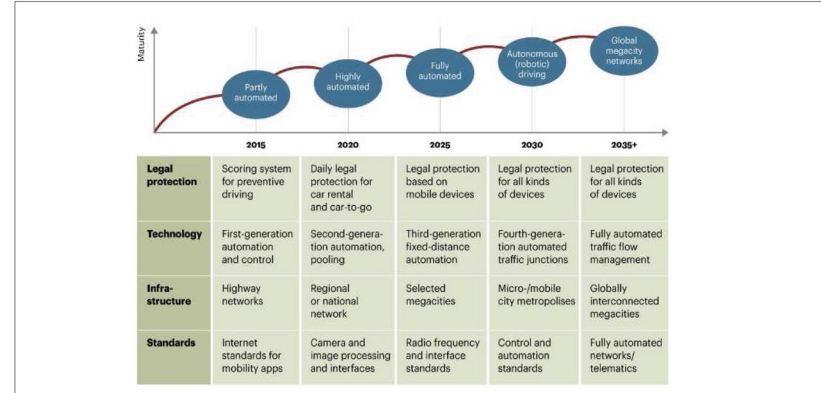 Maturity
Partly
automated
Highly
automated
Fully
automated
Autonomous
(robotic)
driving
Global
megacity
networks
2015
2020
2025
2030
2035+
Legal
protection
Scoring system
for preventive
driving
Daily legal
protection for
car rental
and car-to-go
Legal protection
based on
mobile devices
Legal protection
for all kinds
of devices
Legal protection
for all kinds
of devices
Technology
First-generation
automation
and control
Second-genera-
tion automation,
pooling
Third-generation
fixed-distance
automation
Fourth-genera-
tion automated
traffic junctions
Fully automated
traffic flow
management
Infra-
structure
Highway
networks
Regional
or national
network
Selected
megacities
Micro-/mobile
city metropolises
Globally
interconnected
megacities
Standards
Internet
standards for
mobility apps
Camera and
image processing
and interfaces
Radio frequency
and interface
standards
Control and
automation
standards
Fully automated
networks/
telematics